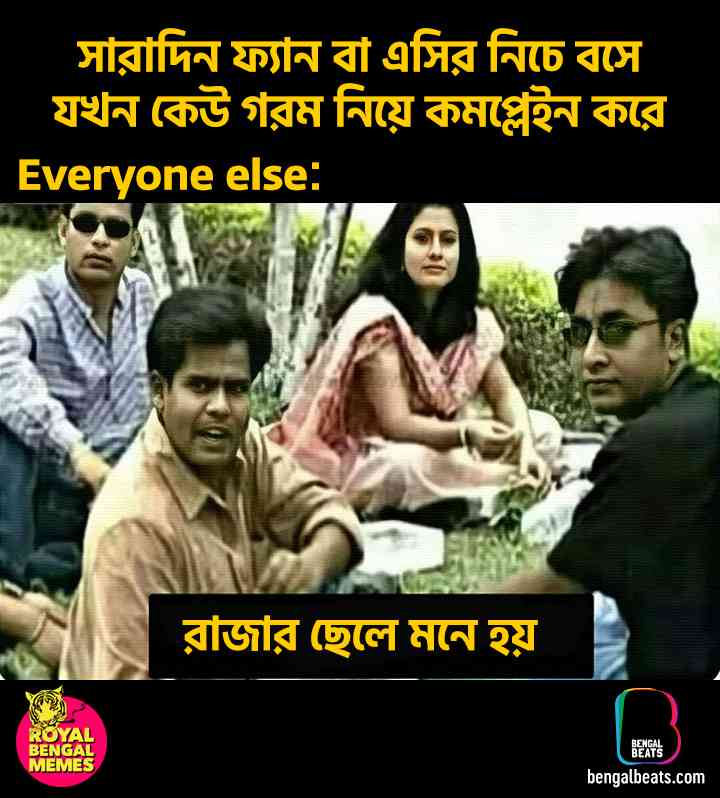 সারাদিন ফ্যান বা এসির নিচে বসে
যখন কেউ গরম নিয়ে কমপ্লেইন করে
Everyone else:
রাজার ছেলে মনে হয়
ROYAL
BENGAL
MEMES
BENGAL
BEATS
bengalbeats.com